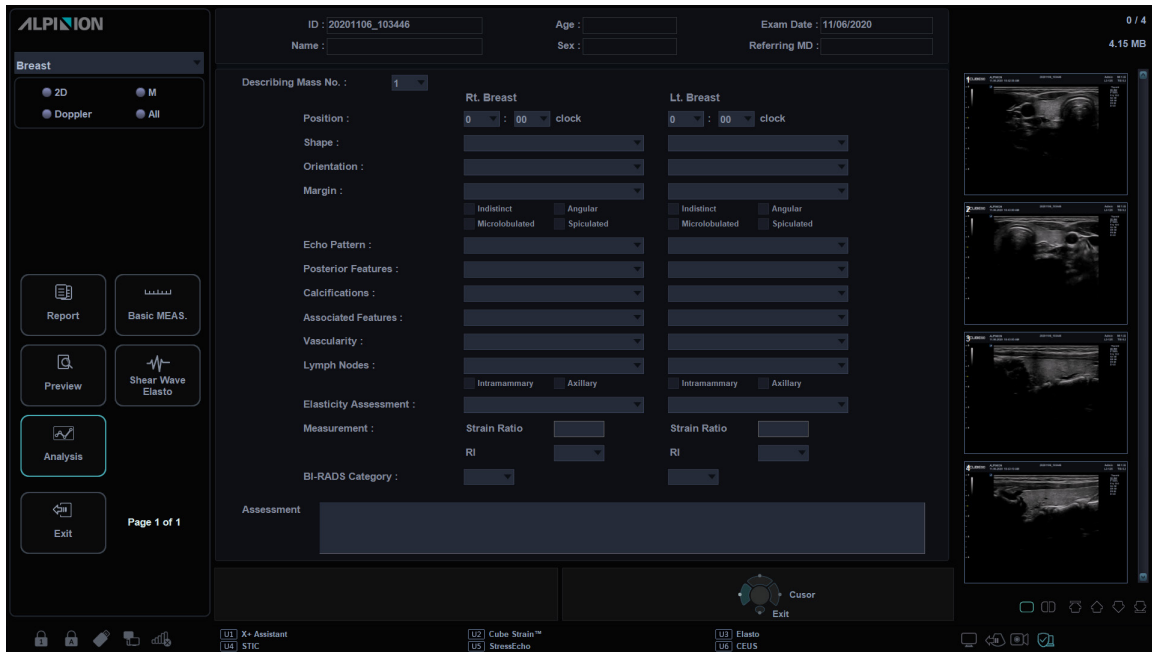 ALPINION
ID : 20201106_103446
Age :
Exam Date : 11/06/2020
0 / 4
Name :
Sex :
Referring MD :
4.15 MB
Breast
2D
M
Doppler
All
Describing Mass No. : 1
Rt. Breast
Lt. Breast
Position : 0 : 00 clock 0 : 00 clock
Shape :
Orientation :
Margin :
Indistinct Angular Indistinct Angular
Microlobulated Spiculated Microlobulated Spiculated
Echo Pattern :
Posterior Features :
Calcifications :
Associated Features :
Vascularity :
Lymph Nodes :
Intramammary Axillary Intramammary Axillary
Elasticity Assessment :
Measurement : Strain Ratio Strain Ratio
RI RI
BI-RADS Category :
Assessment
Report
Basic MEAS.
Preview
Shear Wave
Elasto
Analysis
Exit
Page 1 of 1
1
2
3
4
Cusor
Exit
U1 X+ Assistant
U2 Cube Strain™
U3 Elasto
U4 STIC
U5 StressEcho
U6 CEUS